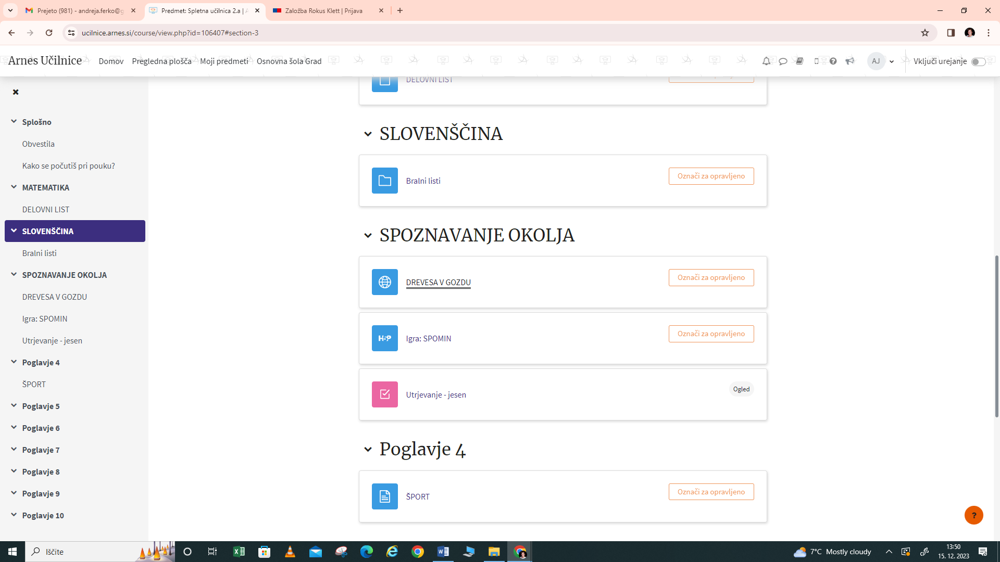 Prejeto (981) - andreja.ferko@g
Predmet: Spletna učilnica 2.a | A
Založba Rokus Klett | Prijava
ucilnice.arnes.si/course/view.php?id=106407#section-3
Arnes Učilnice
Domov
Pregledna plošča
Moji predmeti
Osnovna šola Grad
AJ
Vključi urejanje
Splošno
Obvestila
Kako se počutiš pri pouku?
MATEMATIKA
DELOVNI LIST
SLOVENŠČINA
Bralni listi
SPOZNAVANJE OKOLJA
DREVESA V GOZDU
Igra: SPOMIN
Utrjevanje - jesen
Poglavje 4
ŠPORT
Poglavje 5
Poglavje 6
Poglavje 7
Poglavje 8
Poglavje 9
Poglavje 10
DELOVNI LIST
SLOVENŠČINA
Bralni listi
Označi za opravljeno
SPOZNAVANJE OKOLJA
DREVESA V GOZDU
Označi za opravljeno
H5P
Igra: SPOMIN
Označi za opravljeno
Utrjevanje - jesen
Ogled
Poglavje 4
ŠPORT
Označi za opravljeno
?
Iščite
7°C Mostly cloudy
13:50
15. 12. 2023